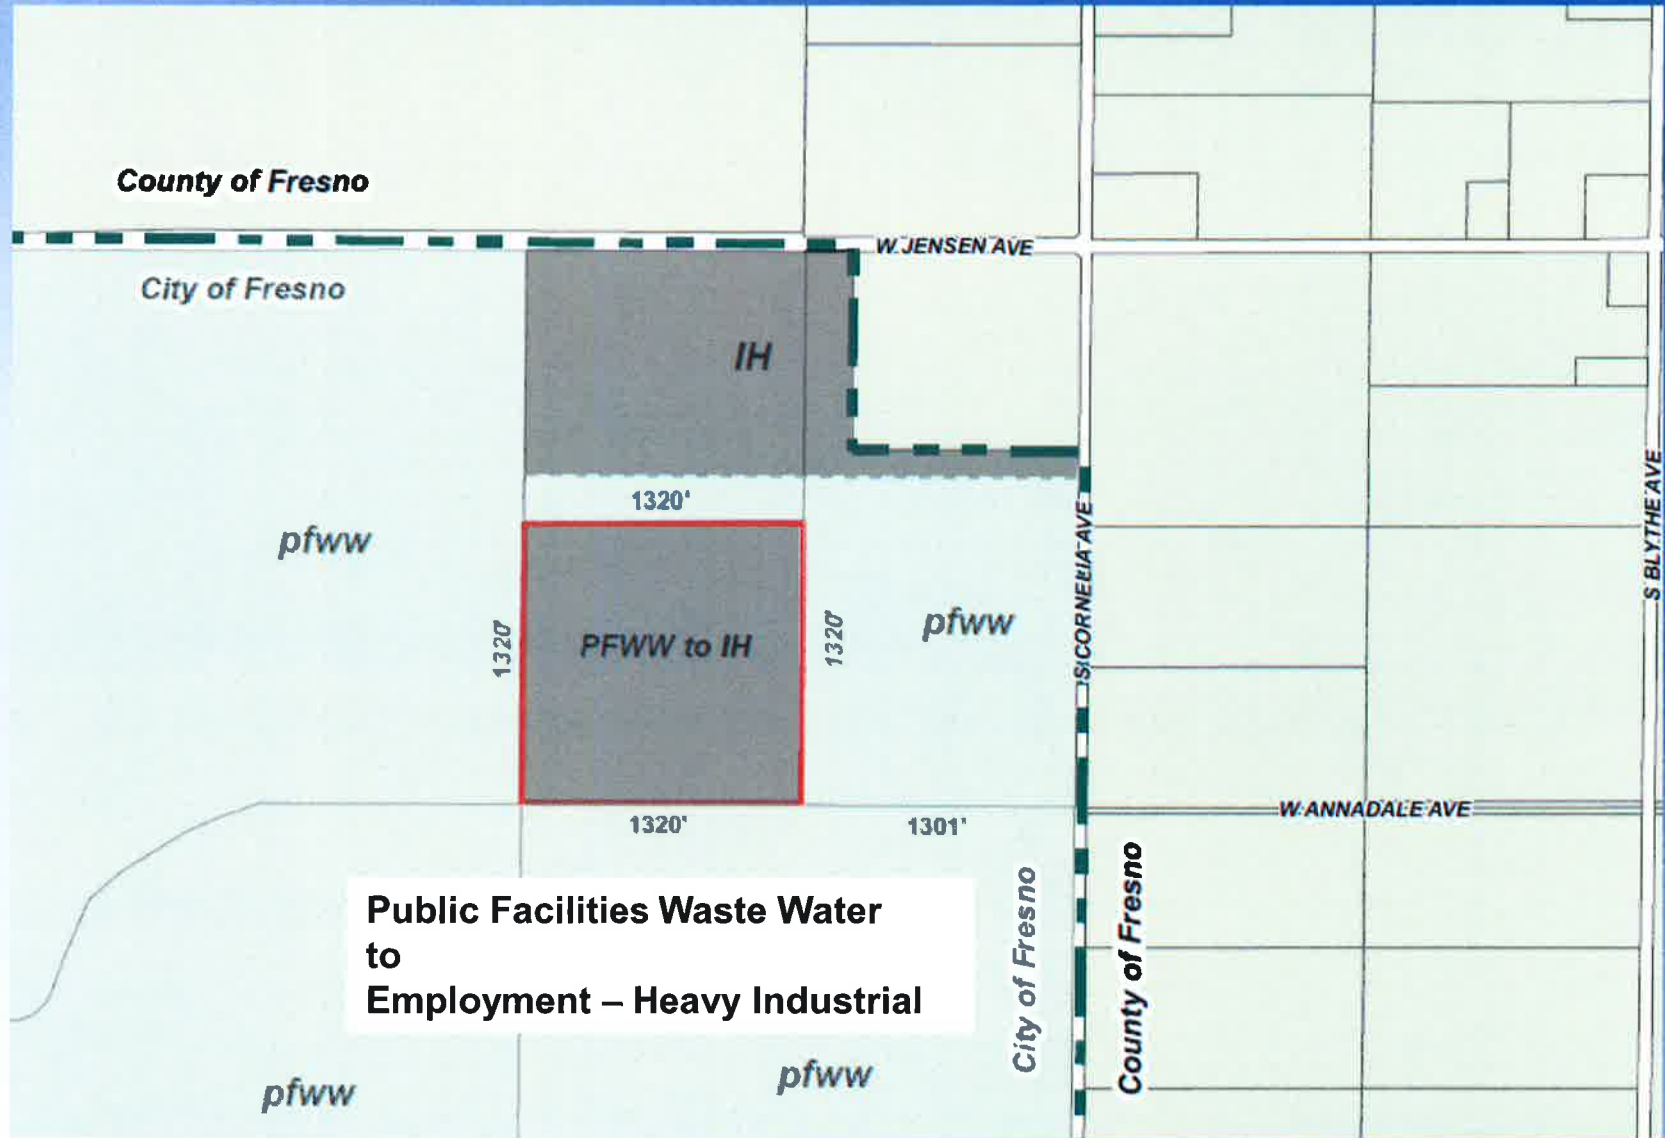 County of Fresno
W JENSEN AVE
City of Fresno
IH
1320'
pfww
S CORNELIA AVE
S BLYTHE AVE
1320'
PFWW to IH
1320'
pfww
W ANNADALE AVE
1320'
1301'
Public Facilities Waste Water
to
Employment – Heavy Industrial
City of Fresno
County of Fresno
pfww
pfww